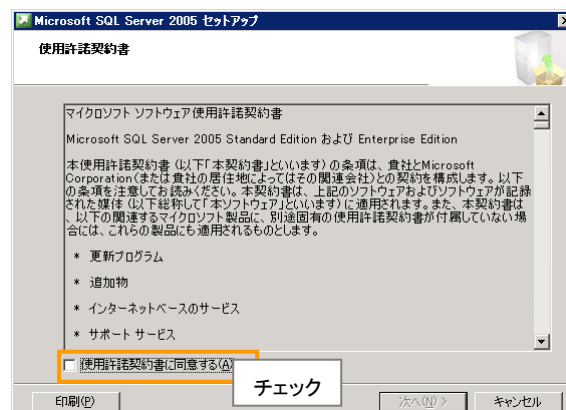 Microsoft SQL Server 2005 セットアップ
使用許諾契約書
マイクロソフト ソフトウェア使用許諾契約書
Microsoft SQL Server 2005 Standard Edition および Enterprise Edition
本使用許諾契約書 (以下「本契約書」といいます) の条項は、貴社とMicrosoft
Corporation(または貴社の居住地によってはその関連会社)との契約を構成します。以下
の条項を注意してお読みください。本契約書は、上記のソフトウェアおよびソフトウェアが記録
された媒体 (以下総称して「本ソフトウェア」といいます) に適用されます。また、本契約書は
、以下の関連するマイクロソフト製品に、別途固有の使用許諾契約書が付属していない場
合には、これらの製品にも適用されるものとします。
* 更新プログラム
* 追加物
* インターネットベースのサービス
* サポート サービス
使用許諾契約書に同意する(A)
チェック
印刷(P)
次へ(N) >
キャンセル